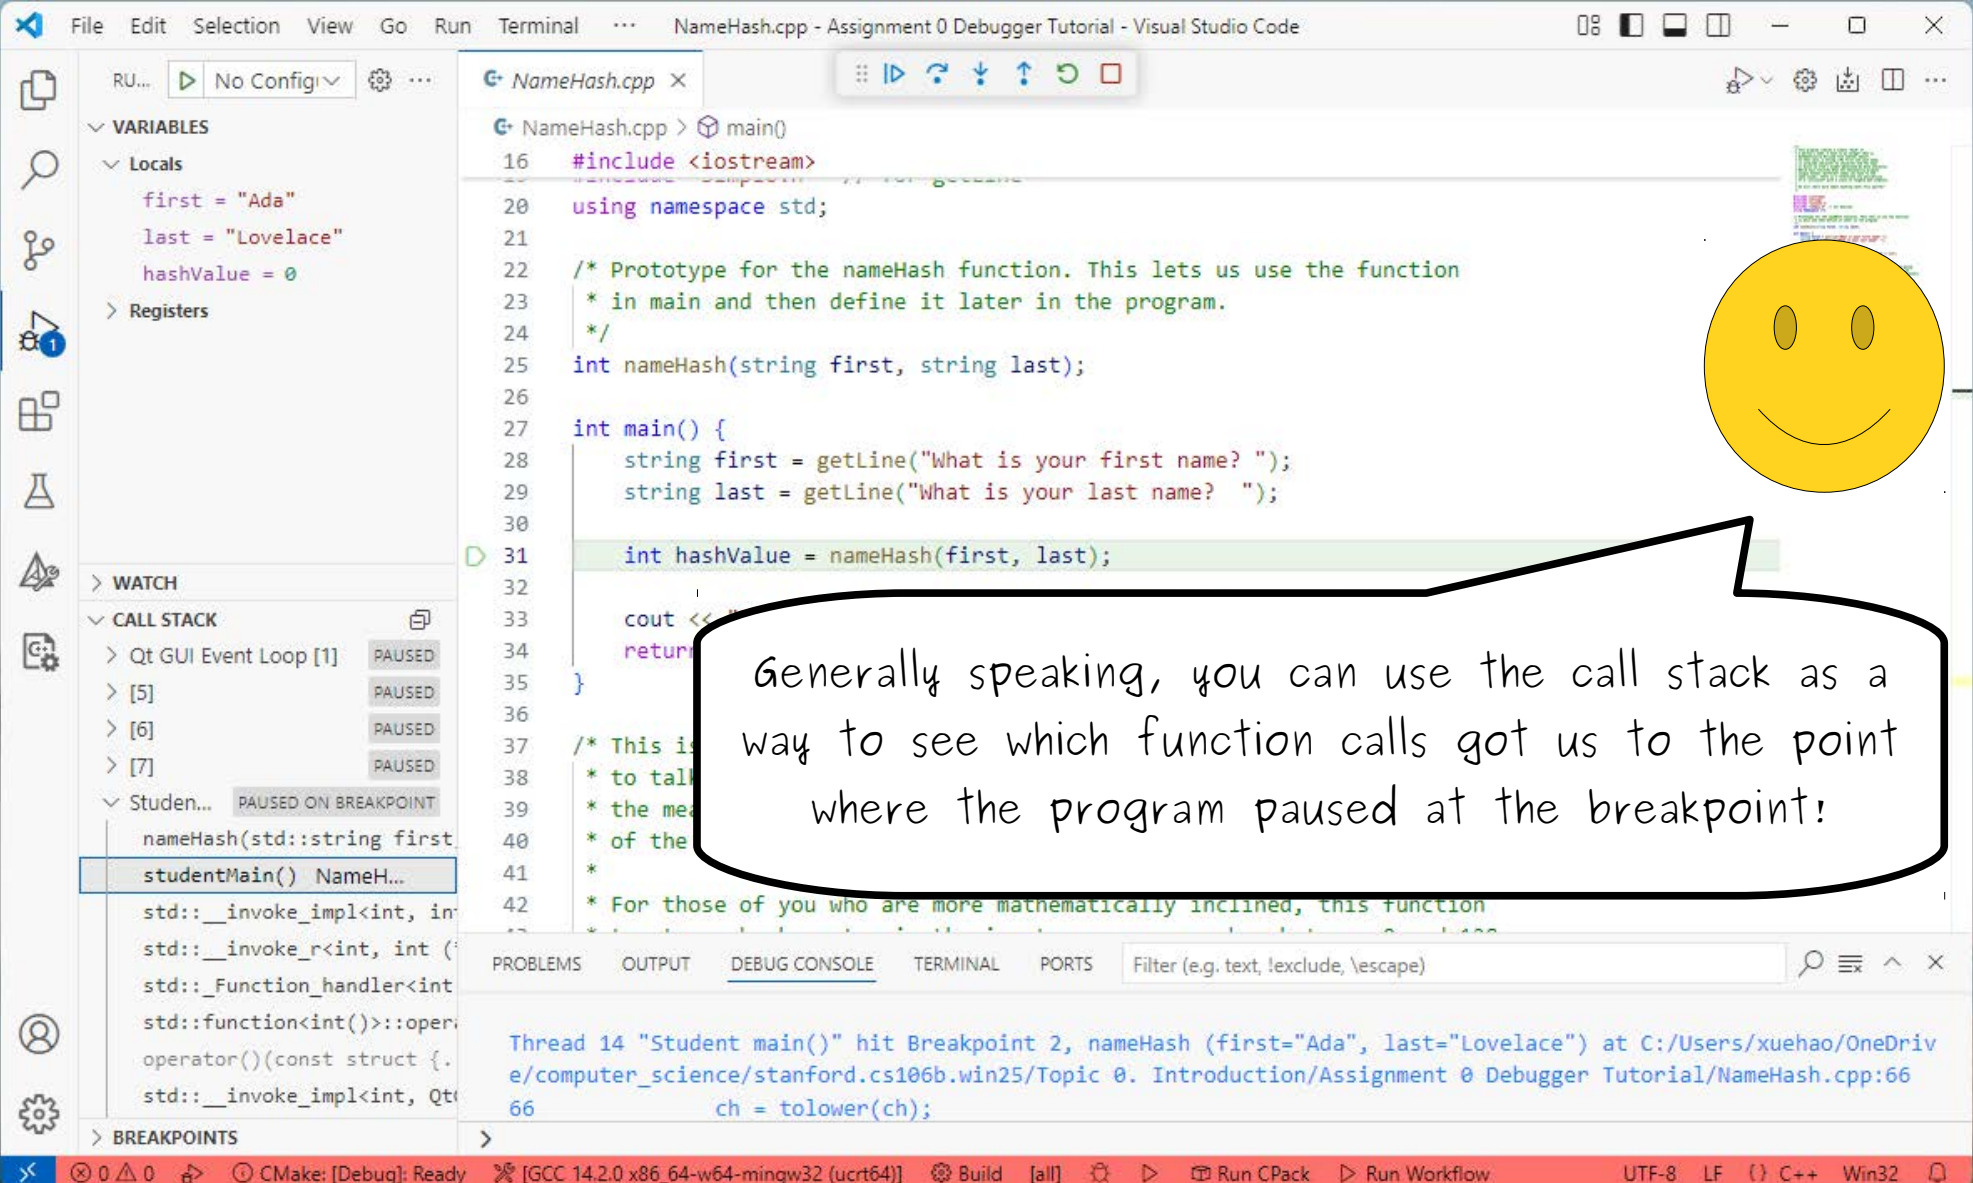 File Edit Selection View Go Run Terminal ··· NameHash.cpp - Assignment 0 Debugger Tutorial - Visual Studio Code
RU... No Config
NameHash.cpp
VARIABLES
Locals
first = "Ada"
last = "Lovelace"
hashValue = 0
Registers
1
WATCH
CALL STACK
Qt GUI Event Loop [1] PAUSED
[5] PAUSED
[6] PAUSED
[7] PAUSED
Studen... PAUSED ON BREAKPOINT
nameHash(std::string first
studentMain() NameH...
std::__invoke_impl<int, in
std::__invoke_r<int, int (
std::_Function_handler<int
std::function<int()>::oper
operator()(const struct {.
std::__invoke_impl<int, Qt
BREAKPOINTS
NameHash.cpp > main()
16 #include <iostream>
20 using namespace std;
21
22 /* Prototype for the nameHash function. This lets us use the function
23 * in main and then define it later in the program.
24 */
25 int nameHash(string first, string last);
26
27 int main() {
28 string first = getLine("What is your first name? ");
29 string last = getLine("What is your last name?  ");
30
31 int hashValue = nameHash(first, last);
32
33 cout << "
34 return
35 }
36
37 /* This is
38 * to talk
39 * the mea
40 * of the
41 *
42 * For those of you who are more mathematically inclined, this function
Generally speaking, you can use the call stack as a
way to see which function calls got us to the point
where the program paused at the breakpoint!
PROBLEMS OUTPUT DEBUG CONSOLE TERMINAL PORTS Filter (e.g. text, !exclude, \escape)
Thread 14 "Student main()" hit Breakpoint 2, nameHash (first="Ada", last="Lovelace") at C:/Users/xuehao/OneDriv
e/computer_science/stanford.cs106b.win25/Topic 0. Introduction/Assignment 0 Debugger Tutorial/NameHash.cpp:66
66 ch = tolower(ch);
>
0 0 CMake: [Debug]: Ready [GCC 14.2.0 x86_64-w64-mingw32 (ucrt64)] Build [all] Run CPack Run Workflow UTF-8 LF {} C++ Win32